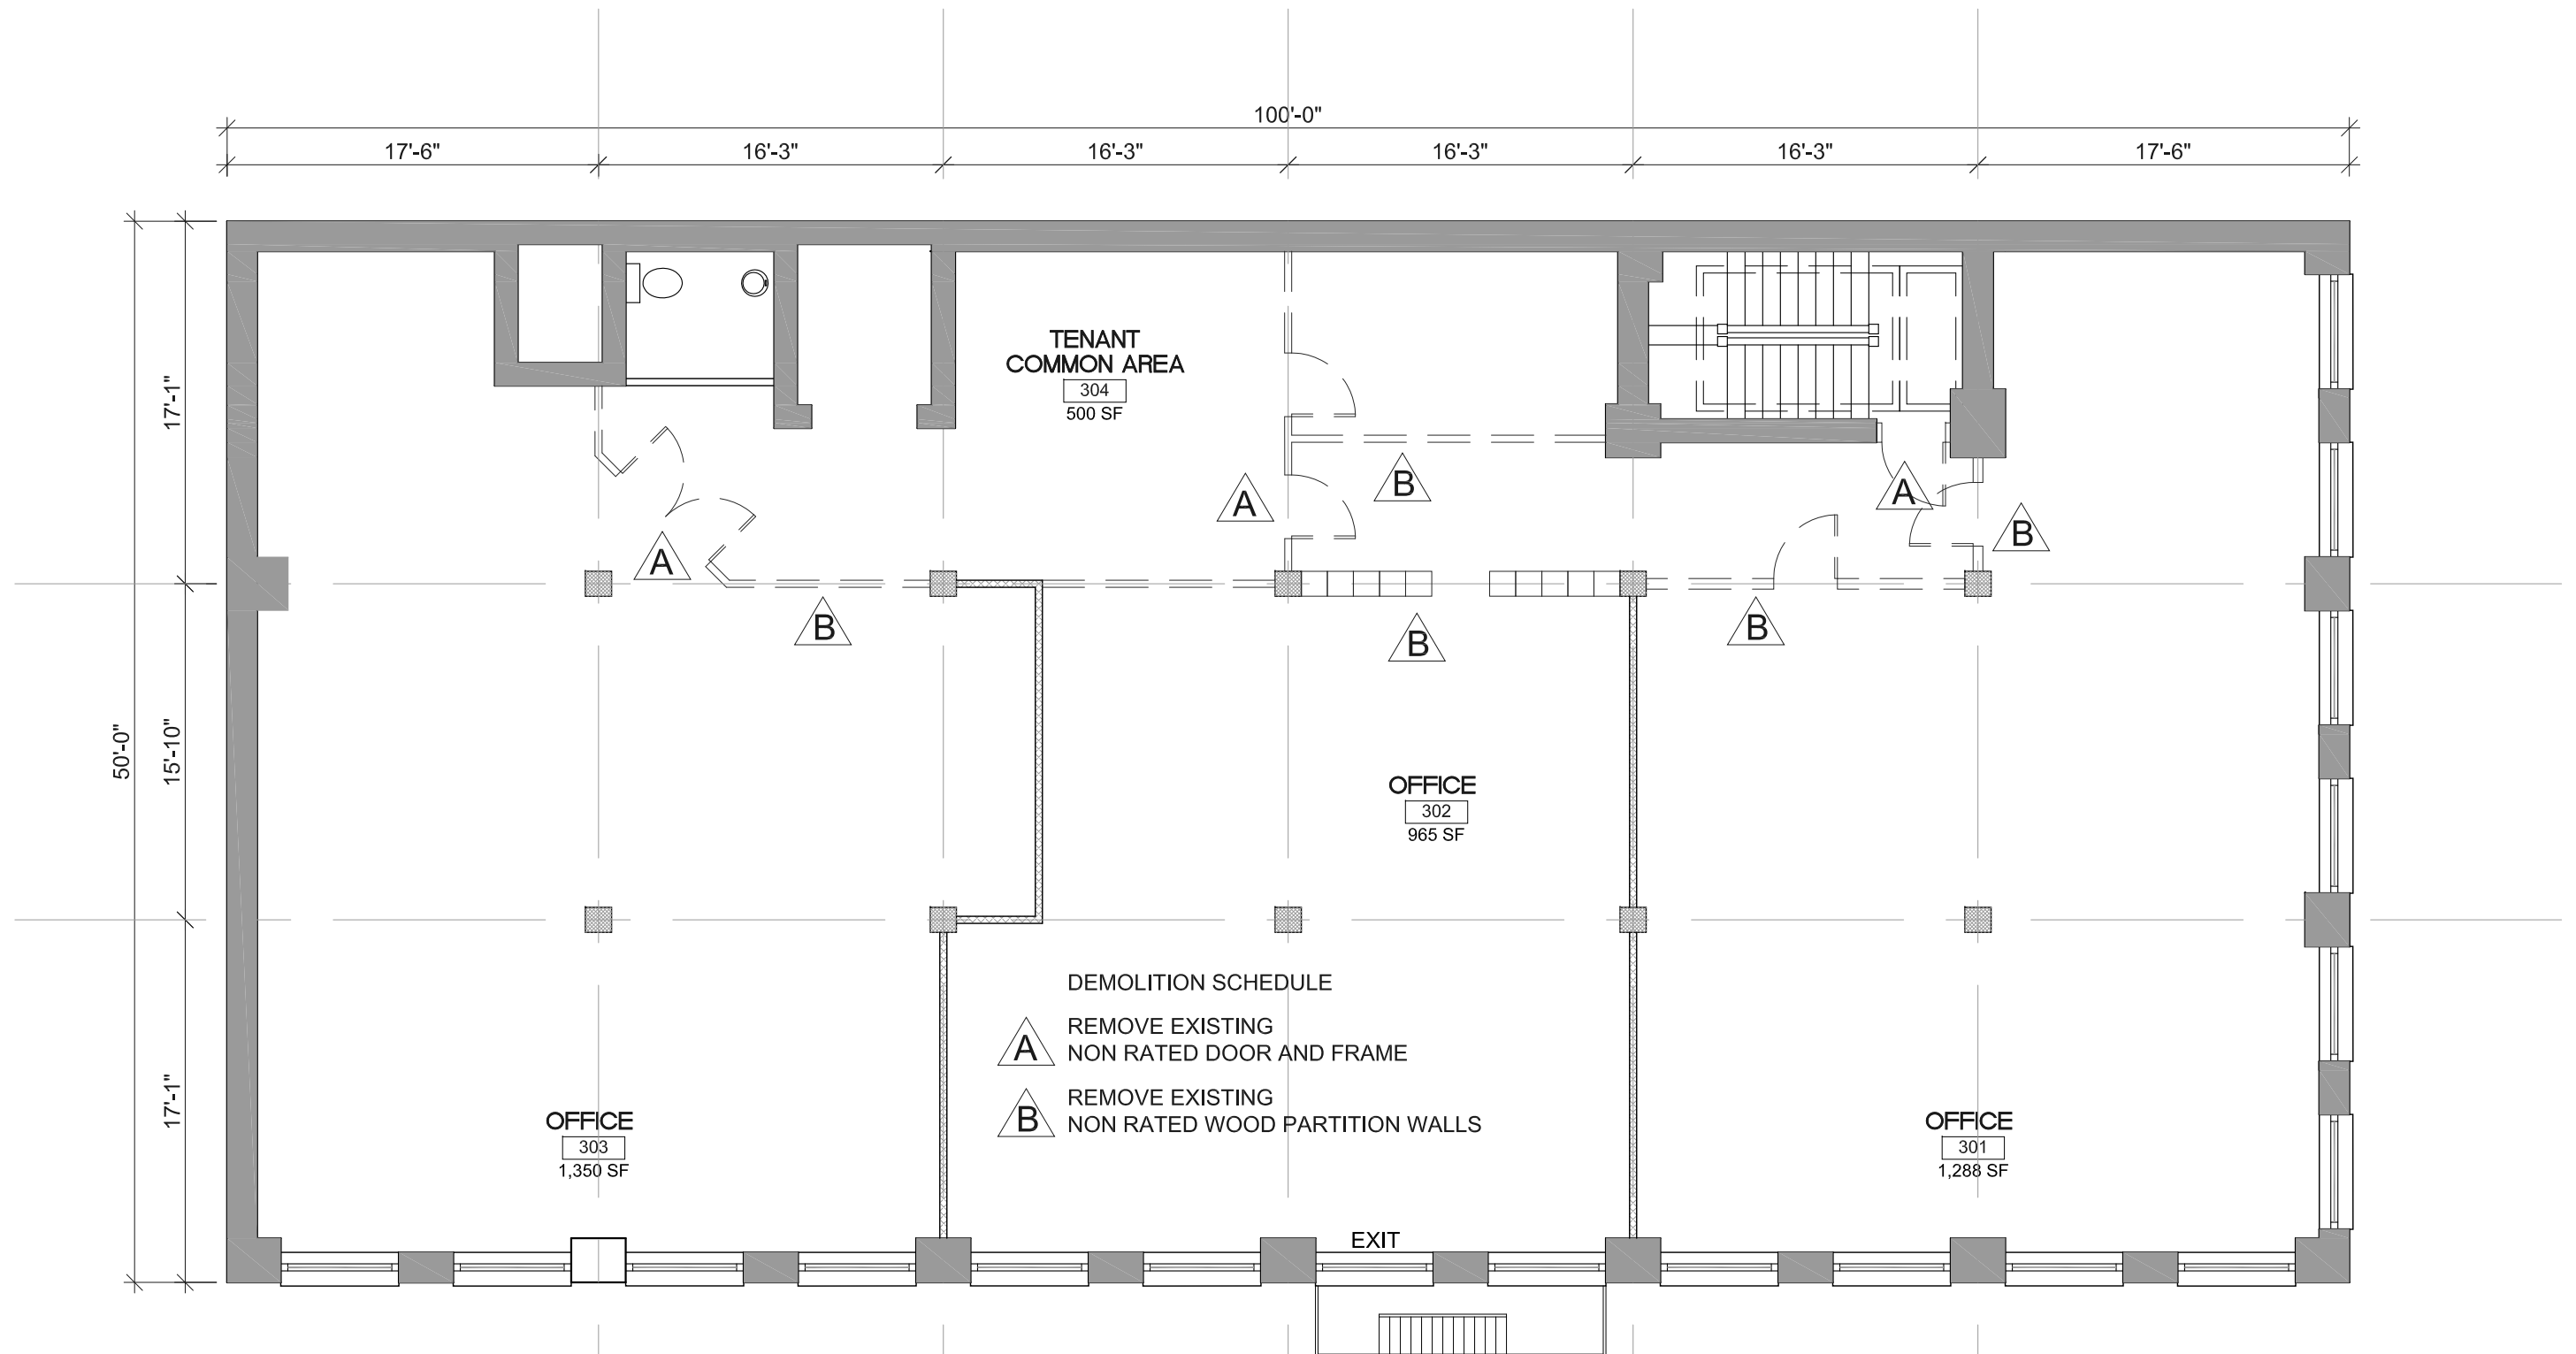 100'-0"
17'-6"
16'-3"
16'-3"
16'-3"
16'-3"
17'-6"
50'-0"
17'-1"
15'-10"
17'-1"
TENANT
COMMON AREA
304
500 SF
A
B
A
B
A
B
B
B
OFFICE
302
965 SF
DEMOLITION SCHEDULE
A
REMOVE EXISTING
NON RATED DOOR AND FRAME
B
REMOVE EXISTING
NON RATED WOOD PARTITION WALLS
OFFICE
303
1,350 SF
OFFICE
301
1,288 SF
EXIT